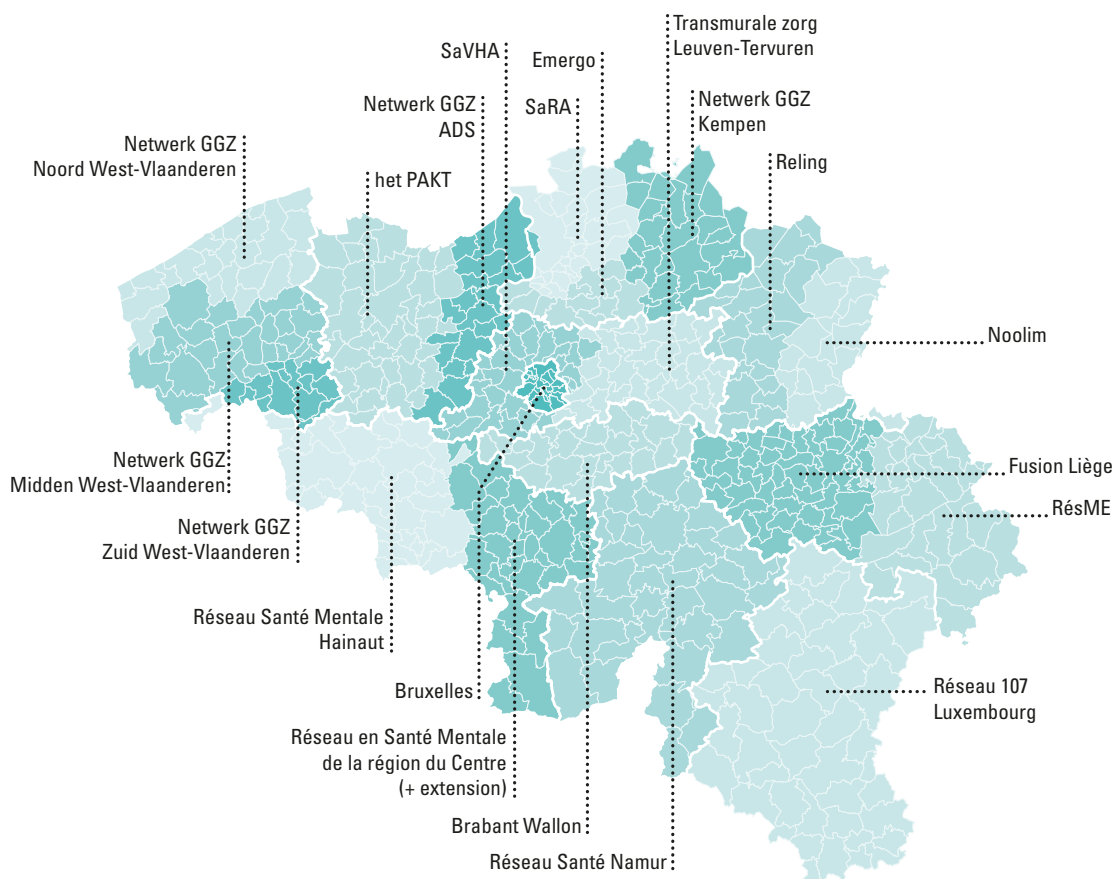 Transmurale zorg
Leuven-Tervuren
SaVHA
Emergo
Netwerk GGZ
ADS
SaRA
Netwerk GGZ
Kempen
Netwerk GGZ
Noord West-Vlaanderen
het PAKT
Reling
Noolim
Netwerk GGZ
Midden West-Vlaanderen
Fusion Liège
RésME
Netwerk GGZ
Zuid West-Vlaanderen
Réseau Santé Mentale
Hainaut
Bruxelles
Réseau 107
Luxembourg
Réseau en Santé Mentale
de la région du Centre
(+ extension)
Brabant Wallon
Réseau Santé Namur